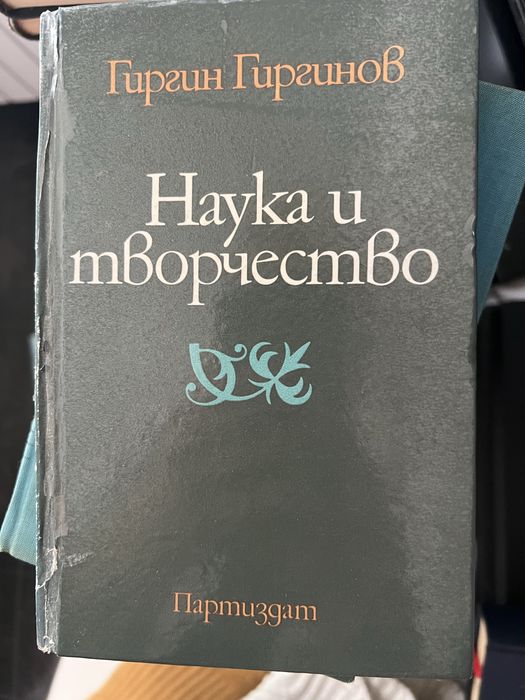 Гиргин Гиргинов
Наука и
творчество
Партиздат